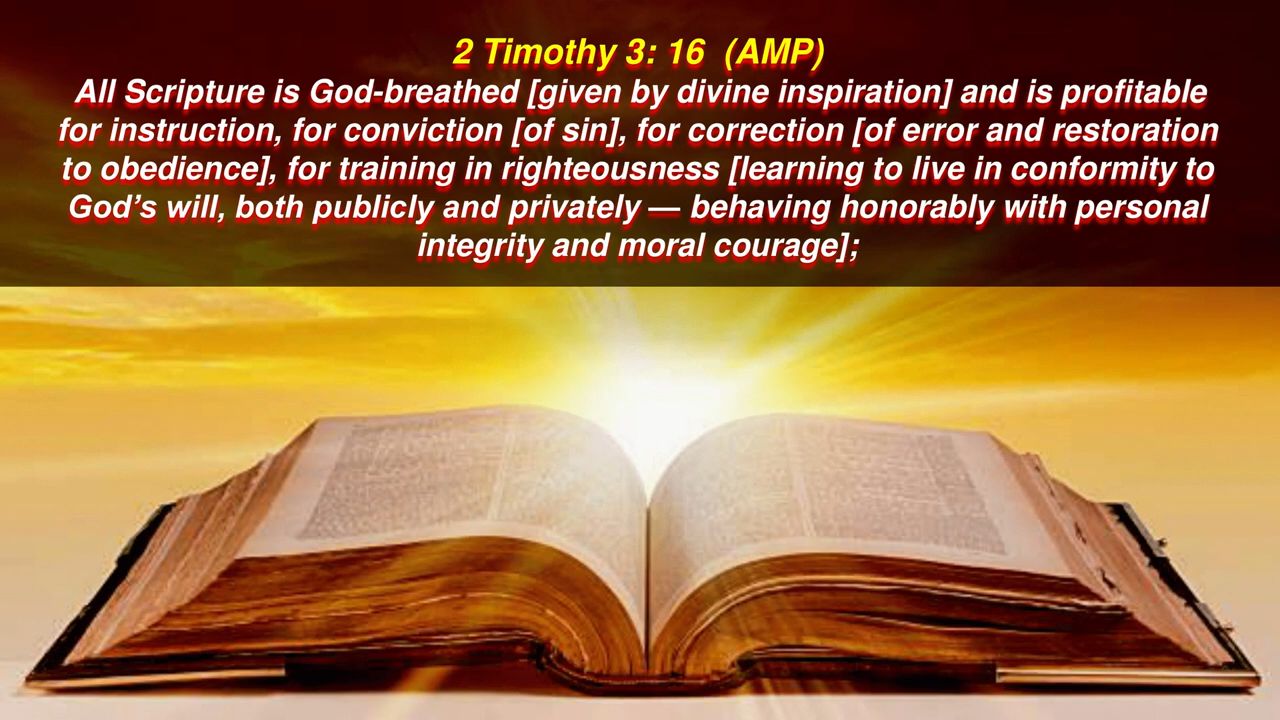 2 Timothy 3: 16  (AMP)
All Scripture is God-breathed [given by divine inspiration] and is profitable
for instruction, for conviction [of sin], for correction [of error and restoration
to obedience], for training in righteousness [learning to live in conformity to
God’s will, both publicly and privately — behaving honorably with personal
integrity and moral courage];